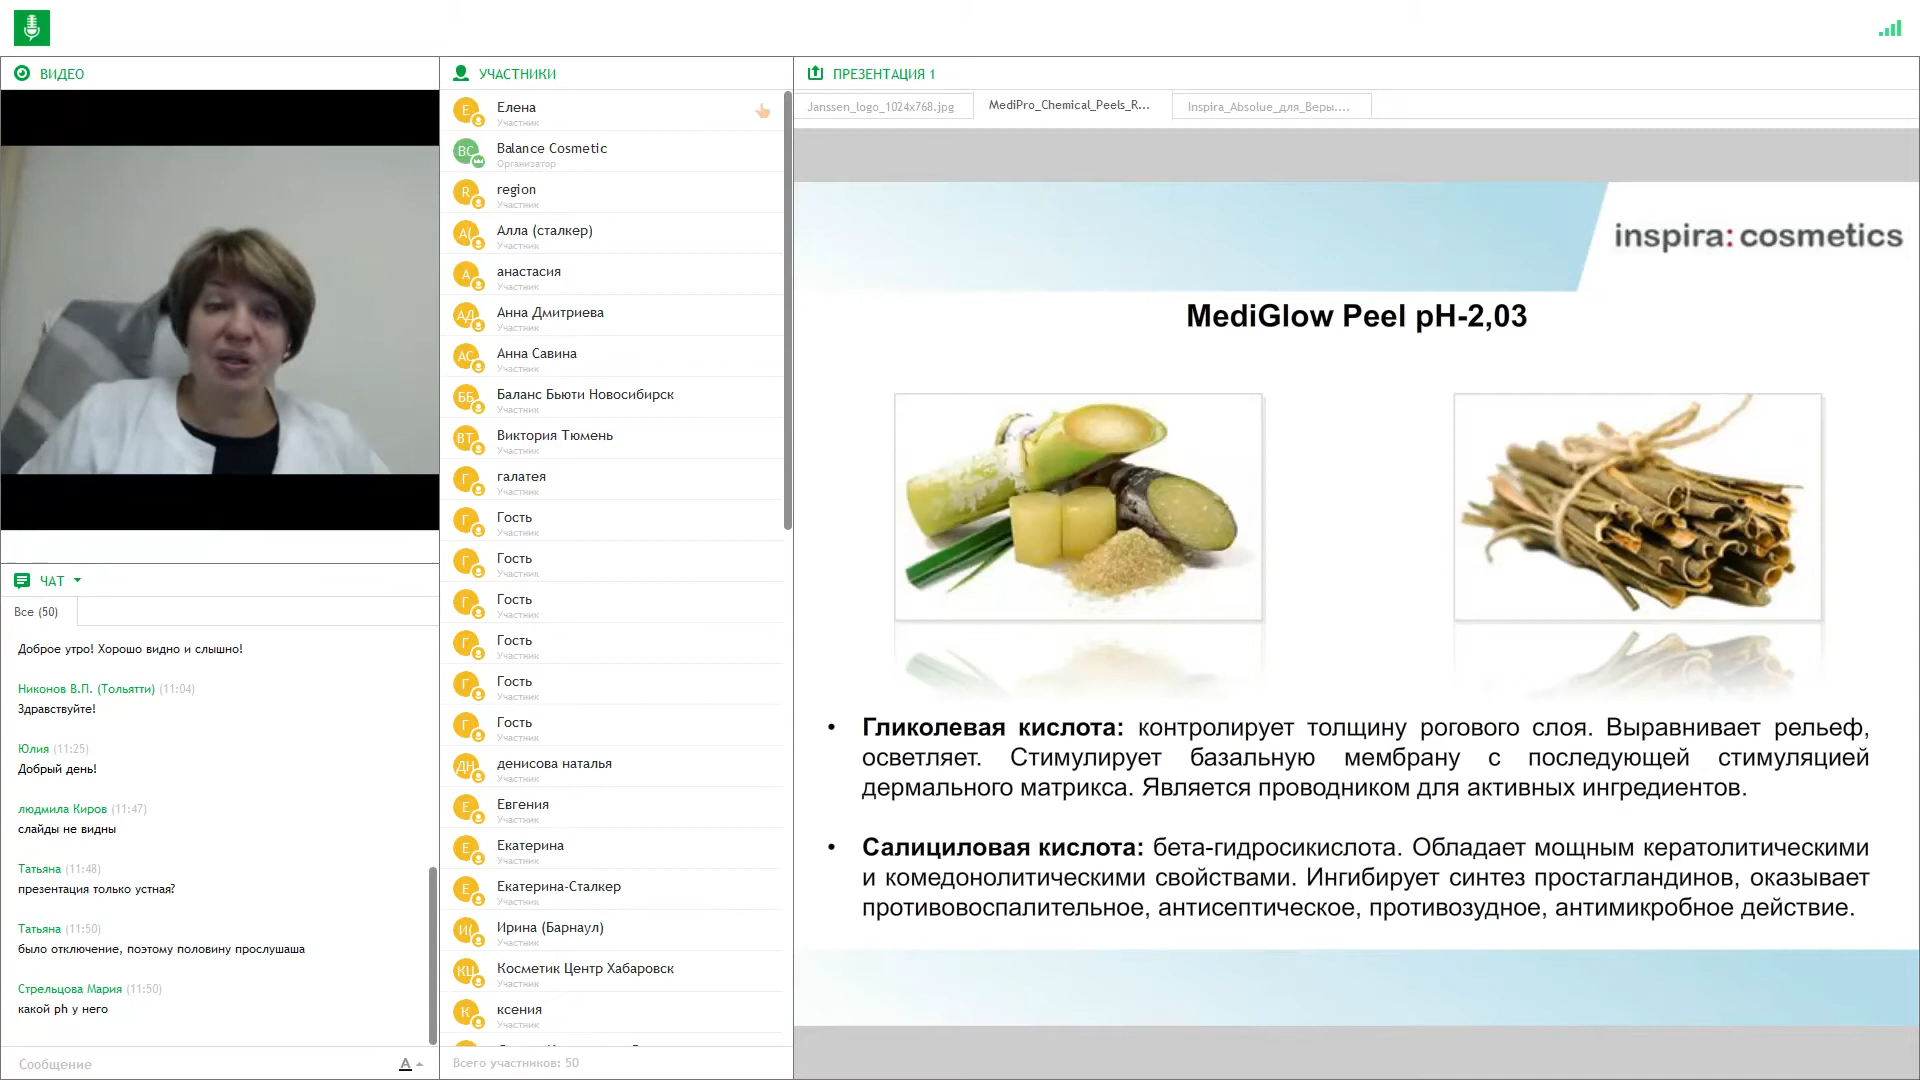 ВИДЕО
УЧАСТНИКИ
Е
Елена
Участник
BC
Balance Cosmetic
Организатор
R
region
Участник
А(
Алла (сталкер)
Участник
А
анастасия
Участник
АД
Анна Дмитриева
Участник
АС
Анна Савина
Участник
ББ
Баланс Бьюти Новосибирск
Участник
ВТ
Виктория Тюмень
Участник
Г
галатея
Участник
Г
Гость
Участник
Г
Гость
Участник
Г
Гость
Участник
Г
Гость
Участник
Г
Гость
Участник
Г
Гость
Участник
ДН
денисова наталья
Участник
Е
Евгения
Участник
Е
Екатерина
Участник
Е
Екатерина-Сталкер
Участник
И(
Ирина (Барнаул)
Участник
КЦ
Косметик Центр Хабаровск
Участник
К
ксения
Участник
Всего участников: 50
ЧАТ
Все (50)
Доброе утро! Хорошо видно и слышно!
Никонов В.П. (Тольятти) (11:04)
Здравствуйте!
Юлия (11:25)
Добрый день!
людмила Киров (11:47)
слайды не видны
Татьяна (11:48)
презентация только устная?
Татьяна (11:50)
было отключение, поэтому половину прослушаша
Стрельцова Мария (11:50)
какой ph у него
Сообщение
A
ПРЕЗЕНТАЦИЯ 1
Janssen_logo_1024x768.jpg
MediPro_Chemical_Peels_R...
Inspira_Absolue_для_Веры....
inspira: cosmetics
MediGlow Peel pH-2,03
• Гликолевая кислота: контролирует толщину рогового слоя. Выравнивает рельеф,
осветляет. Стимулирует базальную мембрану с последующей стимуляцией
дермального матрикса. Является проводником для активных ингредиентов.
• Салициловая кислота: бета-гидросикислота. Обладает мощным кератолитическими
и комедонолитическими свойствами. Ингибирует синтез простагландинов, оказывает
противовоспалительное, антисептическое, противозудное, антимикробное действие.